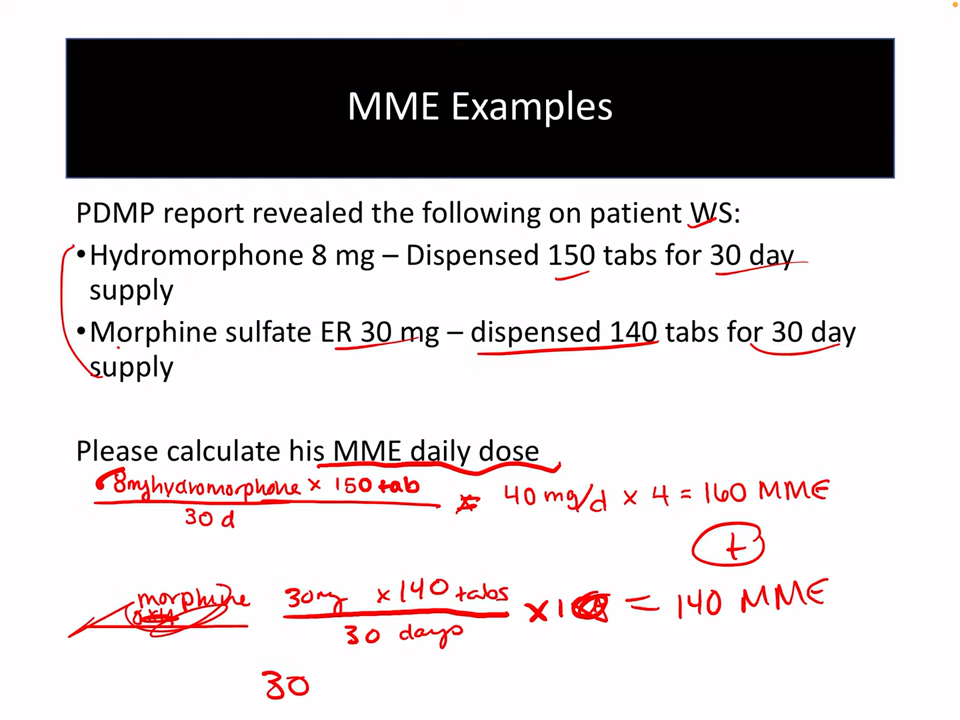 MME Examples
PDMP report revealed the following on patient WS:
•Hydromorphone 8 mg – Dispensed 150 tabs for 30 day
supply
•Morphine sulfate ER 30 mg – dispensed 140 tabs for 30 day
supply
Please calculate his MME daily dose
8mg hydromorphone × 150 tab
30 d
= 40 mg/d × 4 = 160 MME
+
morphine
30mg × 140 tabs
30 days
×1 = 140 MME
30